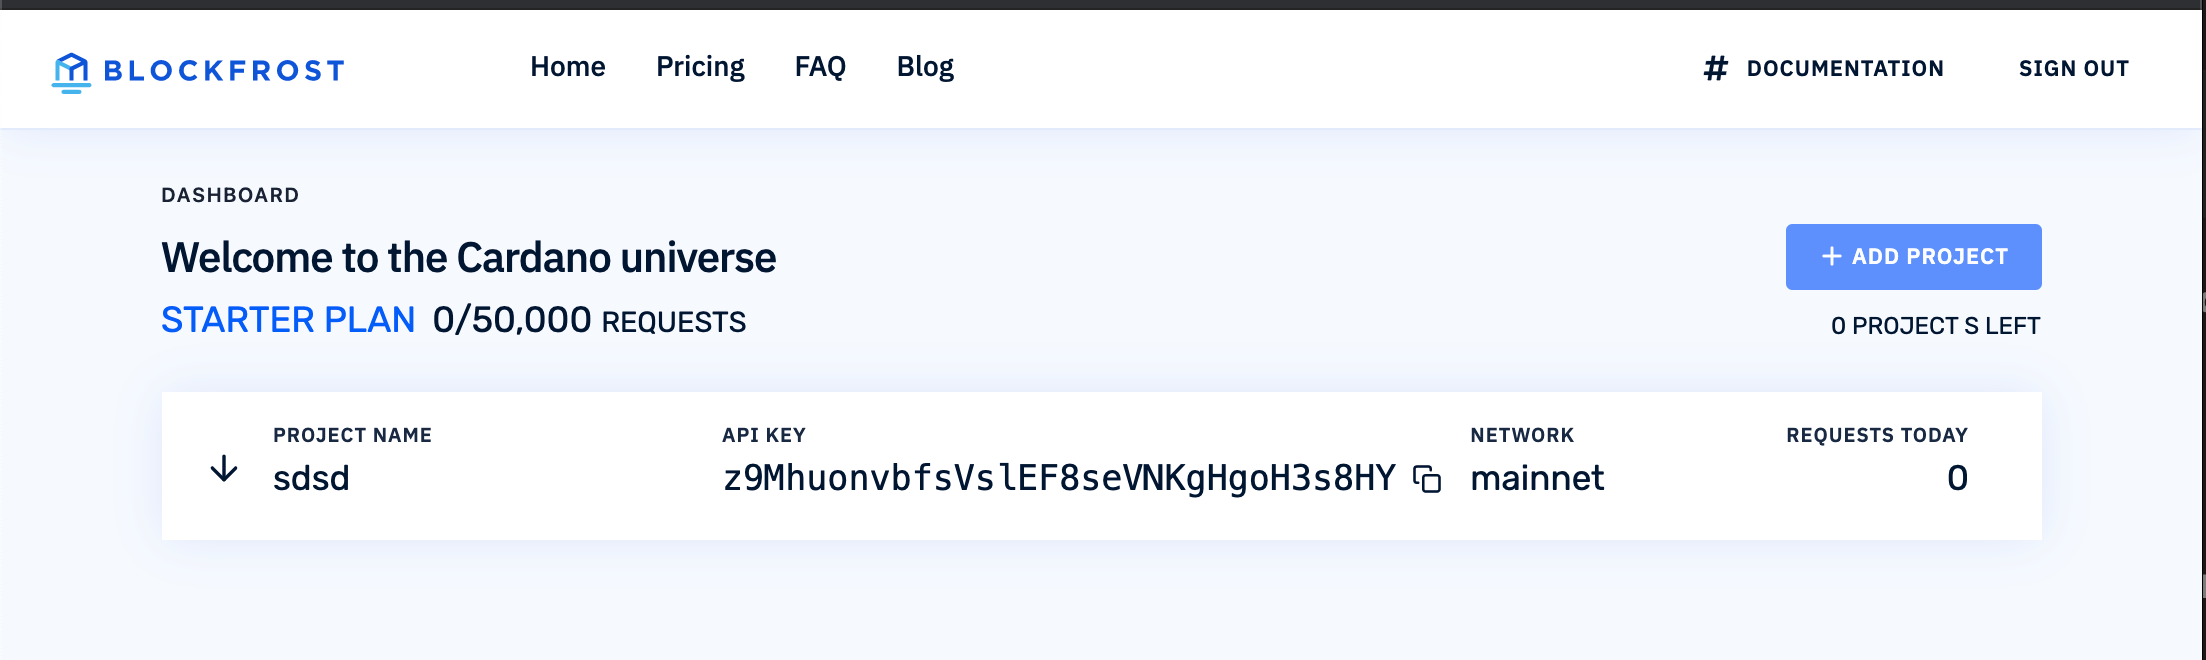 BLOCKFROST
Home Pricing FAQ Blog
# DOCUMENTATION SIGN OUT
DASHBOARD
Welcome to the Cardano universe
+ ADD PROJECT
STARTER PLAN 0/50,000 REQUESTS
0 PROJECT S LEFT
PROJECT NAME API KEY NETWORK REQUESTS TODAY
sdsd z9MhuonvbfsVslEF8seVNKgHgoH3s8HY mainnet 0